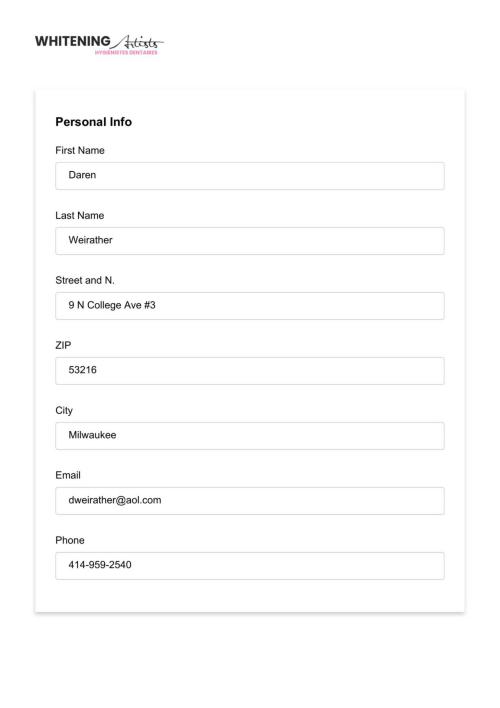 WHITENING Artists
HYGIÉNISTES DENTAIRES
Personal Info
First Name
Daren
Last Name
Weirather
Street and N.
9 N College Ave #3
ZIP
53216
City
Milwaukee
Email
dweirather@aol.com
Phone
414-959-2540